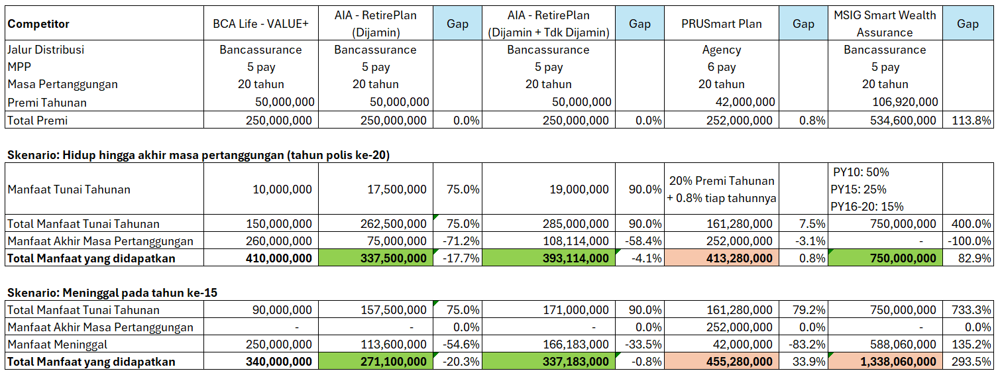 Competitor BCA Life - VALUE+ AIA - RetirePlan (Dijamin) Gap AIA - RetirePlan (Dijamin + Tdk Dijamin) Gap PRUSmart Plan Gap MSIG Smart Wealth Assurance Gap
Jalur Distribusi Bancassurance Bancassurance Bancassurance Agency Bancassurance
MPP 5 pay 5 pay 5 pay 6 pay 5 pay
Masa Pertanggungan 20 tahun 20 tahun 20 tahun 20 tahun 20 tahun
Premi Tahunan 50,000,000 50,000,000 50,000,000 42,000,000 106,920,000
Total Premi 250,000,000 250,000,000 0.0% 250,000,000 0.0% 252,000,000 0.8% 534,600,000 113.8%
Skenario: Hidup hingga akhir masa pertanggungan (tahun polis ke-20)
Manfaat Tunai Tahunan 10,000,000 17,500,000 75.0% 19,000,000 90.0% 20% Premi Tahunan + 0.8% tiap tahunnya PY10: 50% PY15: 25% PY16-20: 15%
Total Manfaat Tunai Tahunan 150,000,000 262,500,000 75.0% 285,000,000 90.0% 161,280,000 7.5% 750,000,000 400.0%
Manfaat Akhir Masa Pertanggungan 260,000,000 75,000,000 -71.2% 108,114,000 -58.4% 252,000,000 -3.1% - -100.0%
Total Manfaat yang didapatkan 410,000,000 337,500,000 -17.7% 393,114,000 -4.1% 413,280,000 0.8% 750,000,000 82.9%
Skenario: Meninggal pada tahun ke-15
Total Manfaat Tunai Tahunan 90,000,000 157,500,000 75.0% 171,000,000 90.0% 161,280,000 79.2% 750,000,000 733.3%
Manfaat Akhir Masa Pertanggungan - - 0.0% - 0.0% 252,000,000 0.0% - 0.0%
Manfaat Meninggal 250,000,000 113,600,000 -54.6% 166,183,000 -33.5% 42,000,000 -83.2% 588,060,000 135.2%
Total Manfaat yang didapatkan 340,000,000 271,100,000 -20.3% 337,183,000 -0.8% 455,280,000 33.9% 1,338,060,000 293.5%